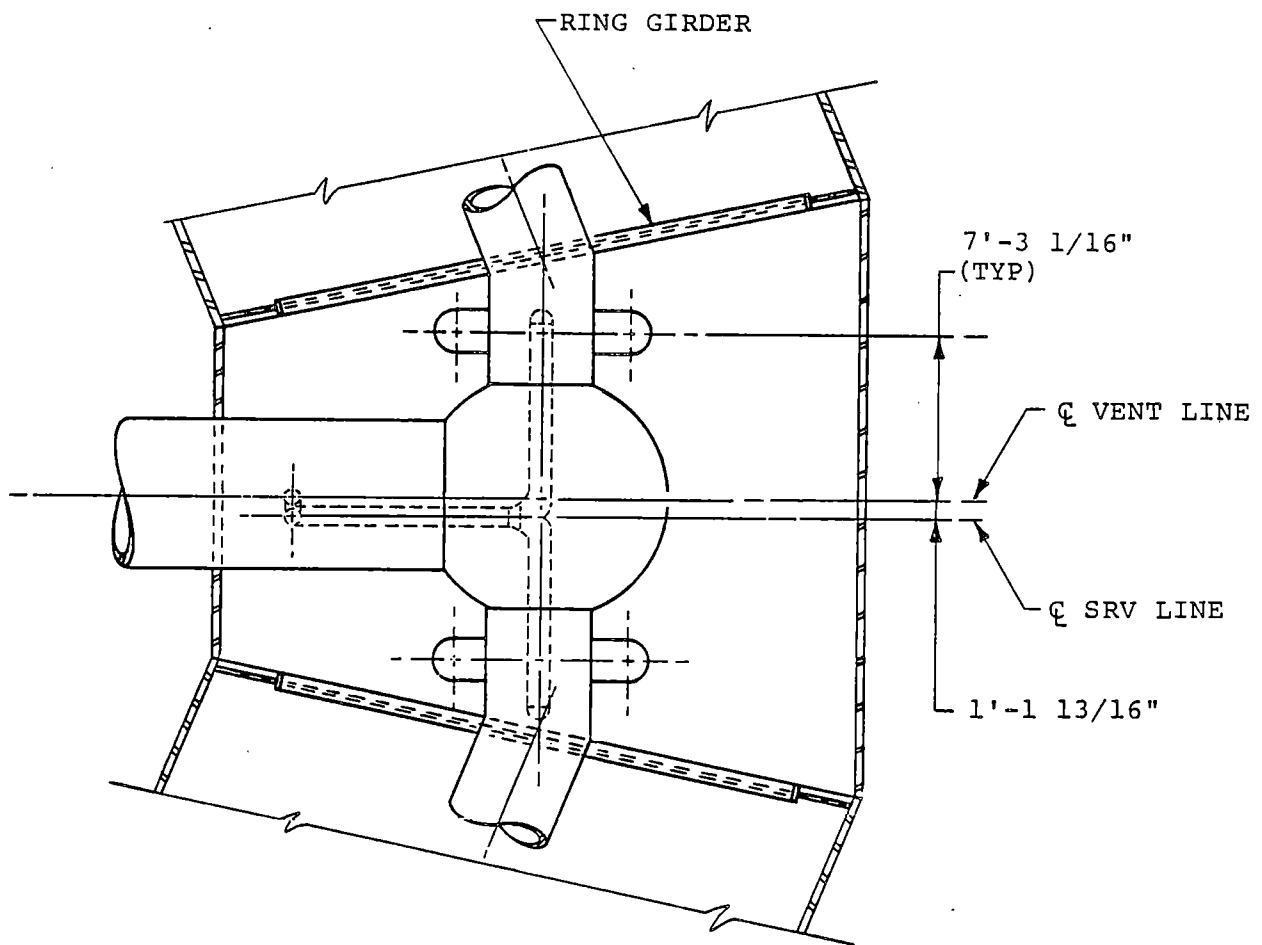 RING GIRDER
7'-3 1/16"
(TYP)
℄ VENT LINE
℄ SRV LINE
1'-1 13/16"